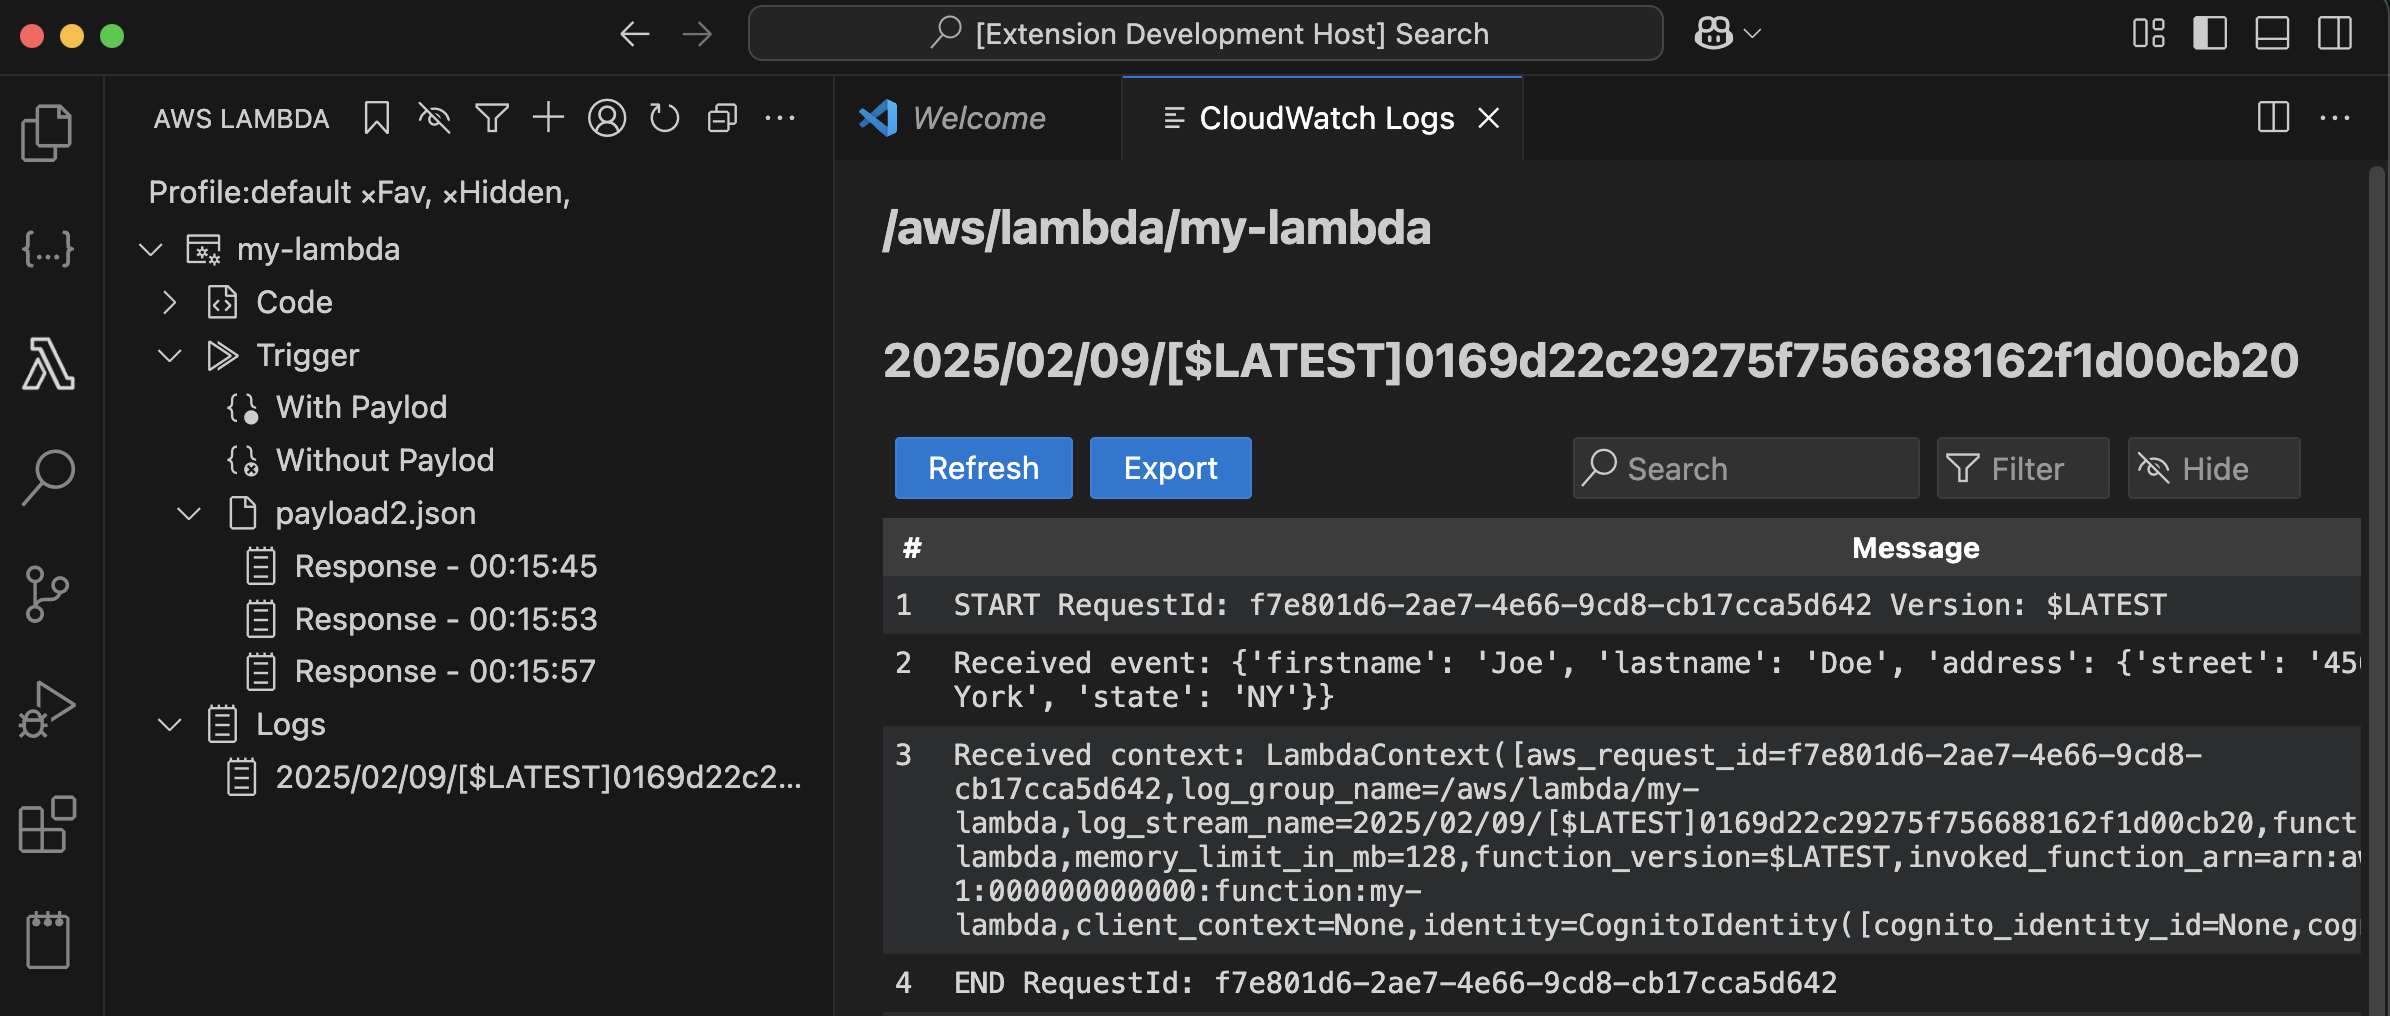 [Extension Development Host] Search
AWS LAMBDA
Profile:default ×Fav, ×Hidden,
my-lambda
Code
Trigger
With Paylod
Without Paylod
payload2.json
Response - 00:15:45
Response - 00:15:53
Response - 00:15:57
Logs
2025/02/09/[$LATEST]0169d22c2...
Welcome
CloudWatch Logs
/aws/lambda/my-lambda
2025/02/09/[$LATEST]0169d22c29275f756688162f1d00cb20
Refresh Export Search Filter Hide
# Message
1 START RequestId: f7e801d6-2ae7-4e66-9cd8-cb17cca5d642 Version: $LATEST
2 Received event: {'firstname': 'Joe', 'lastname': 'Doe', 'address': {'street': '45
York', 'state': 'NY'}}
3 Received context: LambdaContext([aws_request_id=f7e801d6-2ae7-4e66-9cd8-
cb17cca5d642,log_group_name=/aws/lambda/my-
lambda,log_stream_name=2025/02/09/[$LATEST]0169d22c29275f756688162f1d00cb20,funct
lambda,memory_limit_in_mb=128,function_version=$LATEST,invoked_function_arn=arn:a
1:000000000000:function:my-
lambda,client_context=None,identity=CognitoIdentity([cognito_identity_id=None,cog
4 END RequestId: f7e801d6-2ae7-4e66-9cd8-cb17cca5d642